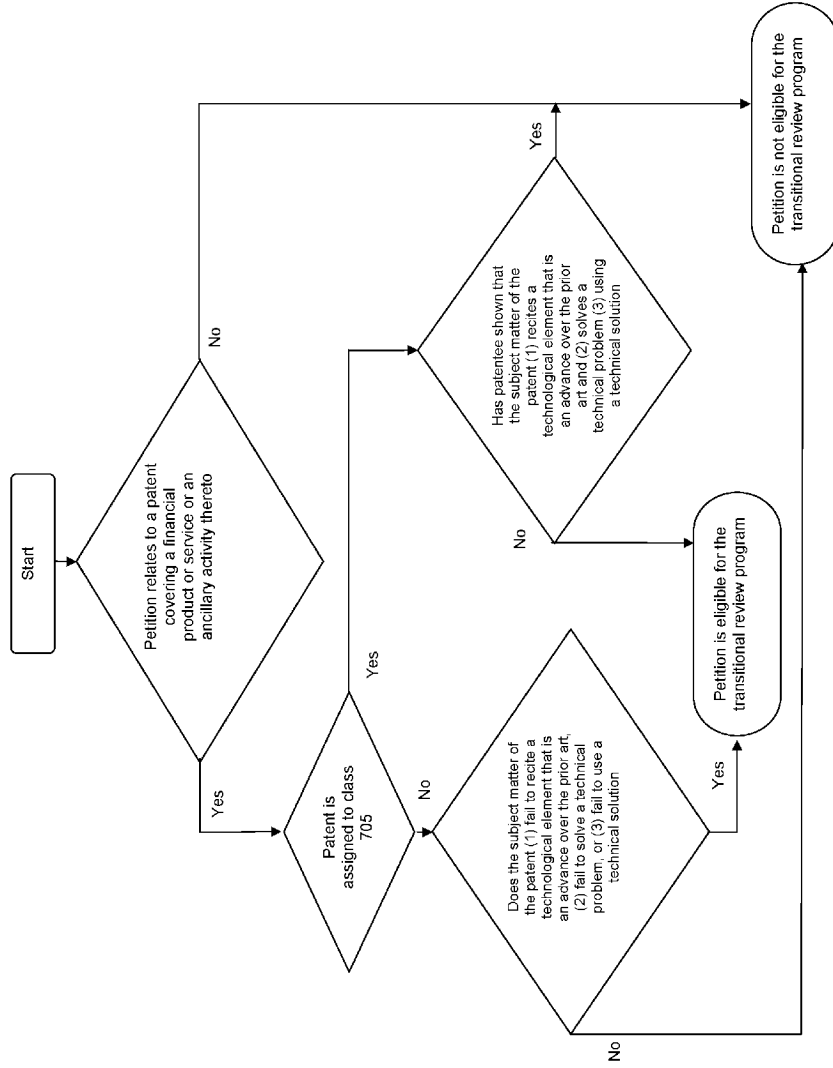 Start
Petition relates to a patent
covering a financial
product or service or an
ancillary activity thereto
No
Yes
Patent is
assigned to class
705
Yes
No
Has patentee shown that
the subject matter of the
patent (1) recites a
technological element that is
an advance over the prior
art and (2) solves a
technical problem (3) using
a technical solution
Yes
No
Does the subject matter of
the patent (1) fail to recite a
technological element that is
an advance over the prior art,
(2) fail to solve a technical
problem, or (3) fail to use a
technical solution
Yes
No
Petition is eligible for the
transitional review program
Petition is not eligible for the
transitional review program